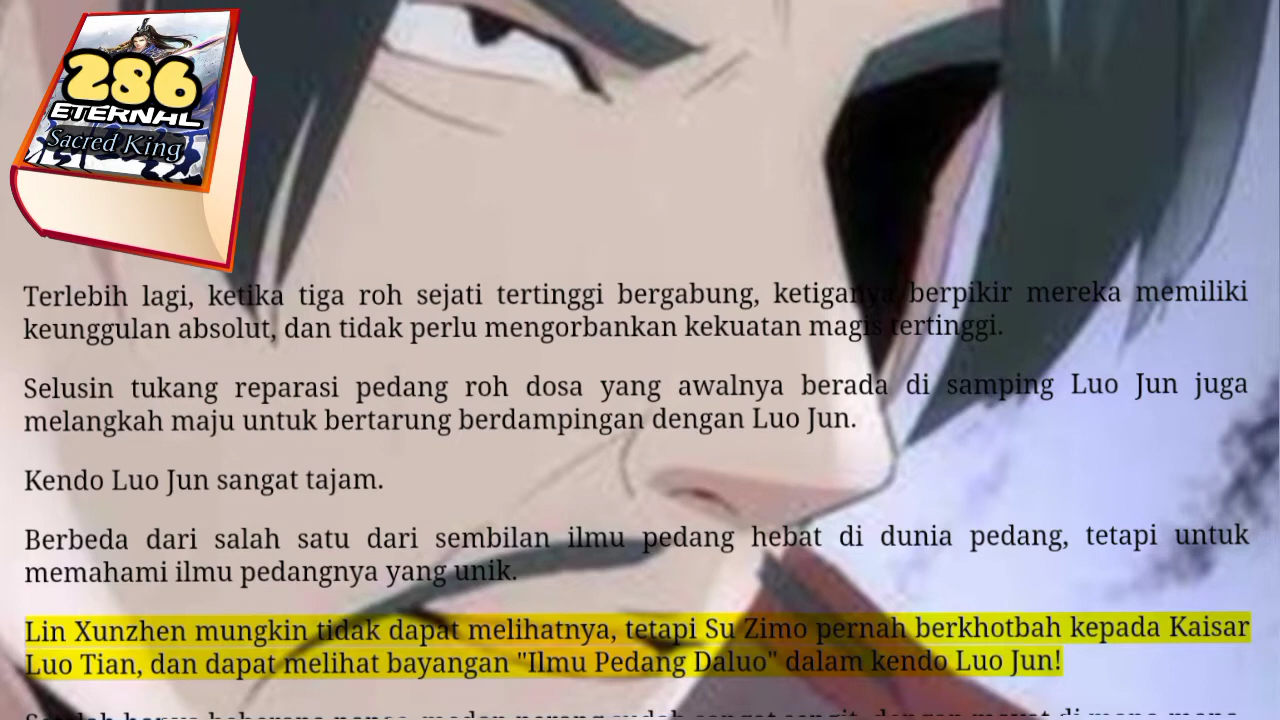 286
ETERNAL
Sacred King
Terlebih lagi, ketika tiga roh sejati tertinggi bergabung, ketiganya berpikir mereka memiliki
keunggulan absolut, dan tidak perlu mengorbankan kekuatan magis tertinggi.
Selusin tukang reparasi pedang roh dosa yang awalnya berada di samping Luo Jun juga
melangkah maju untuk bertarung berdampingan dengan Luo Jun.
Kendo Luo Jun sangat tajam.
Berbeda dari salah satu dari sembilan ilmu pedang hebat di dunia pedang, tetapi untuk
memahami ilmu pedangnya yang unik.
Lin Xunzhen mungkin tidak dapat melihatnya, tetapi Su Zimo pernah berkhotbah kepada Kaisar
Luo Tian, dan dapat melihat bayangan "Ilmu Pedang Daluo" dalam kendo Luo Jun!